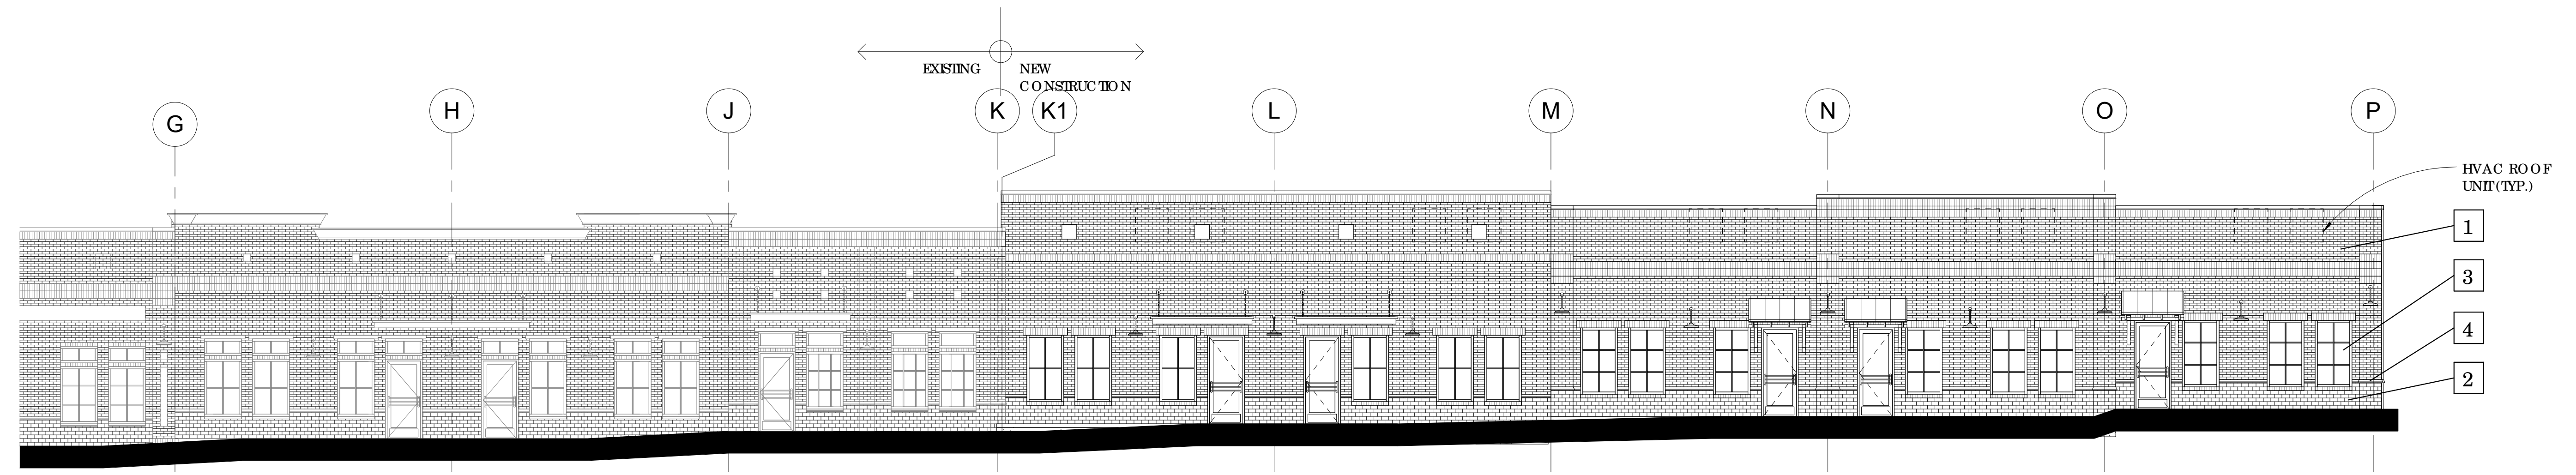 EXISTING
NEW
CONSTRUCTION
G
H
J
K
K1
L
M
N
O
P
HVAC ROOF
UNIT (TYP.)
1
3
4
2